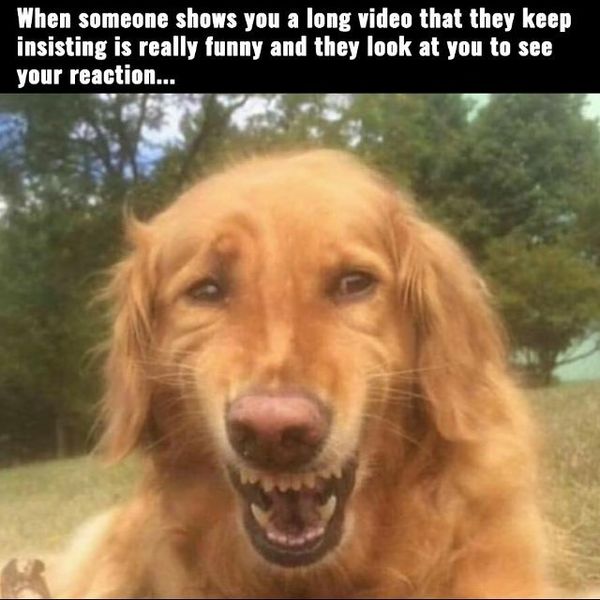 When someone shows you a long video that they keep
insisting is really funny and they look at you to see
your reaction...